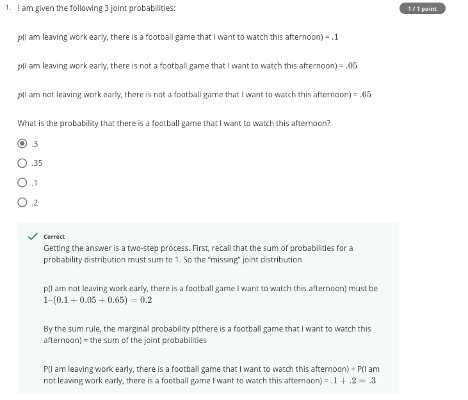 1. I am given the following 3 joint probabilities:
1 / 1 point
p(I am leaving work early, there is a football game that I want to watch this afternoon) = .1
p(I am leaving work early, there is not a football game that I want to watch this afternoon) = .05
p(I am not leaving work early, there is not a football game that I want to watch this afternoon) = .65
What is the probability that there is a football game that I want to watch this afternoon?
.3
.35
.1
.2
Correct
Getting the answer is a two-step process. First, recall that the sum of probabilities for a
probability distribution must sum to 1. So the "missing" joint distribution
p(I am not leaving work early, there is a football game I want to watch this afternoon) must be
1–(0.1 + 0.05 + 0.65) = 0.2
By the sum rule, the marginal probability p(there is a football game that I want to watch this
afternoon) = the sum of the joint probabilities
P(I am leaving work early, there is a football game that I want to watch this afternoon) + P(I am
not leaving work early, there is a football game I want to watch this afternoon) = .1 + .2 = .3